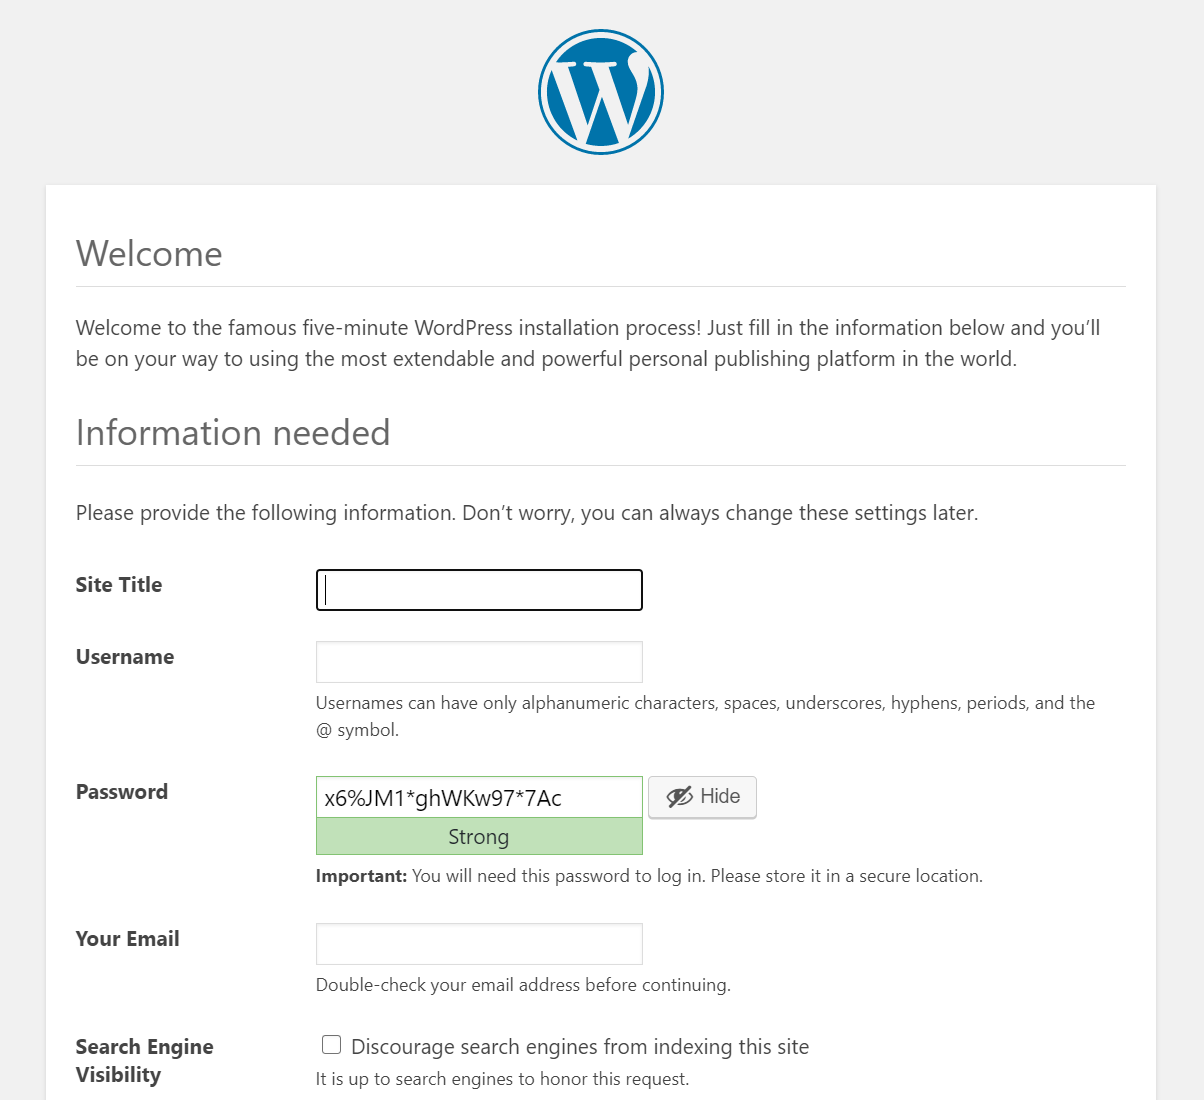 Welcome
Welcome to the famous five-minute WordPress installation process! Just fill in the information below and you’ll
be on your way to using the most extendable and powerful personal publishing platform in the world.
Information needed
Please provide the following information. Don’t worry, you can always change these settings later.
Site Title
Username
Usernames can have only alphanumeric characters, spaces, underscores, hyphens, periods, and the
@ symbol.
Password
x6%JM1*ghWKw97*7Ac
Hide
Strong
Important: You will need this password to log in. Please store it in a secure location.
Your Email
Double-check your email address before continuing.
Search Engine
Visibility
Discourage search engines from indexing this site
It is up to search engines to honor this request.